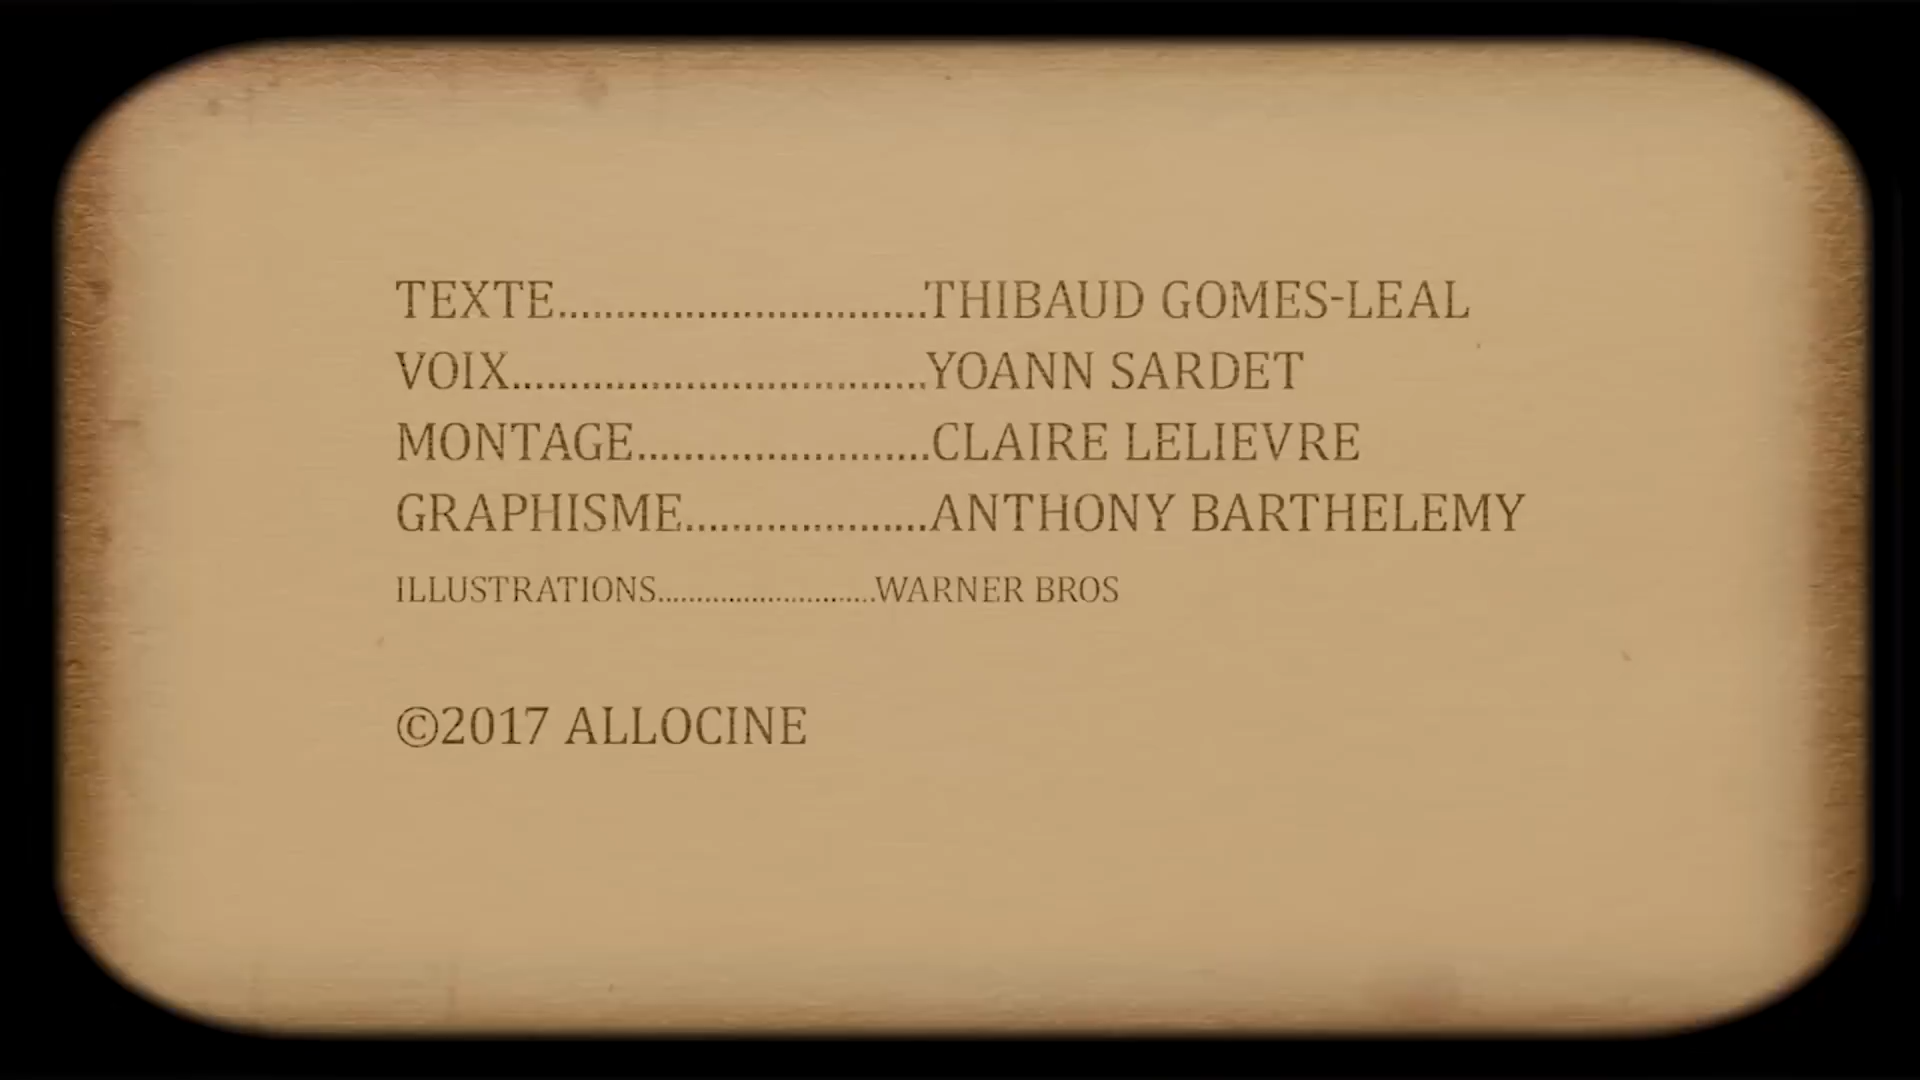 TEXTE................................THIBAUD GOMES-LEAL
VOIX....................................YOANN SARDET
MONTAGE.........................CLAIRE LELIEVRE
GRAPHISME.....................ANTHONY BARTHELEMY
ILLUSTRATIONS...........................WARNER BROS
©2017 ALLOCINE